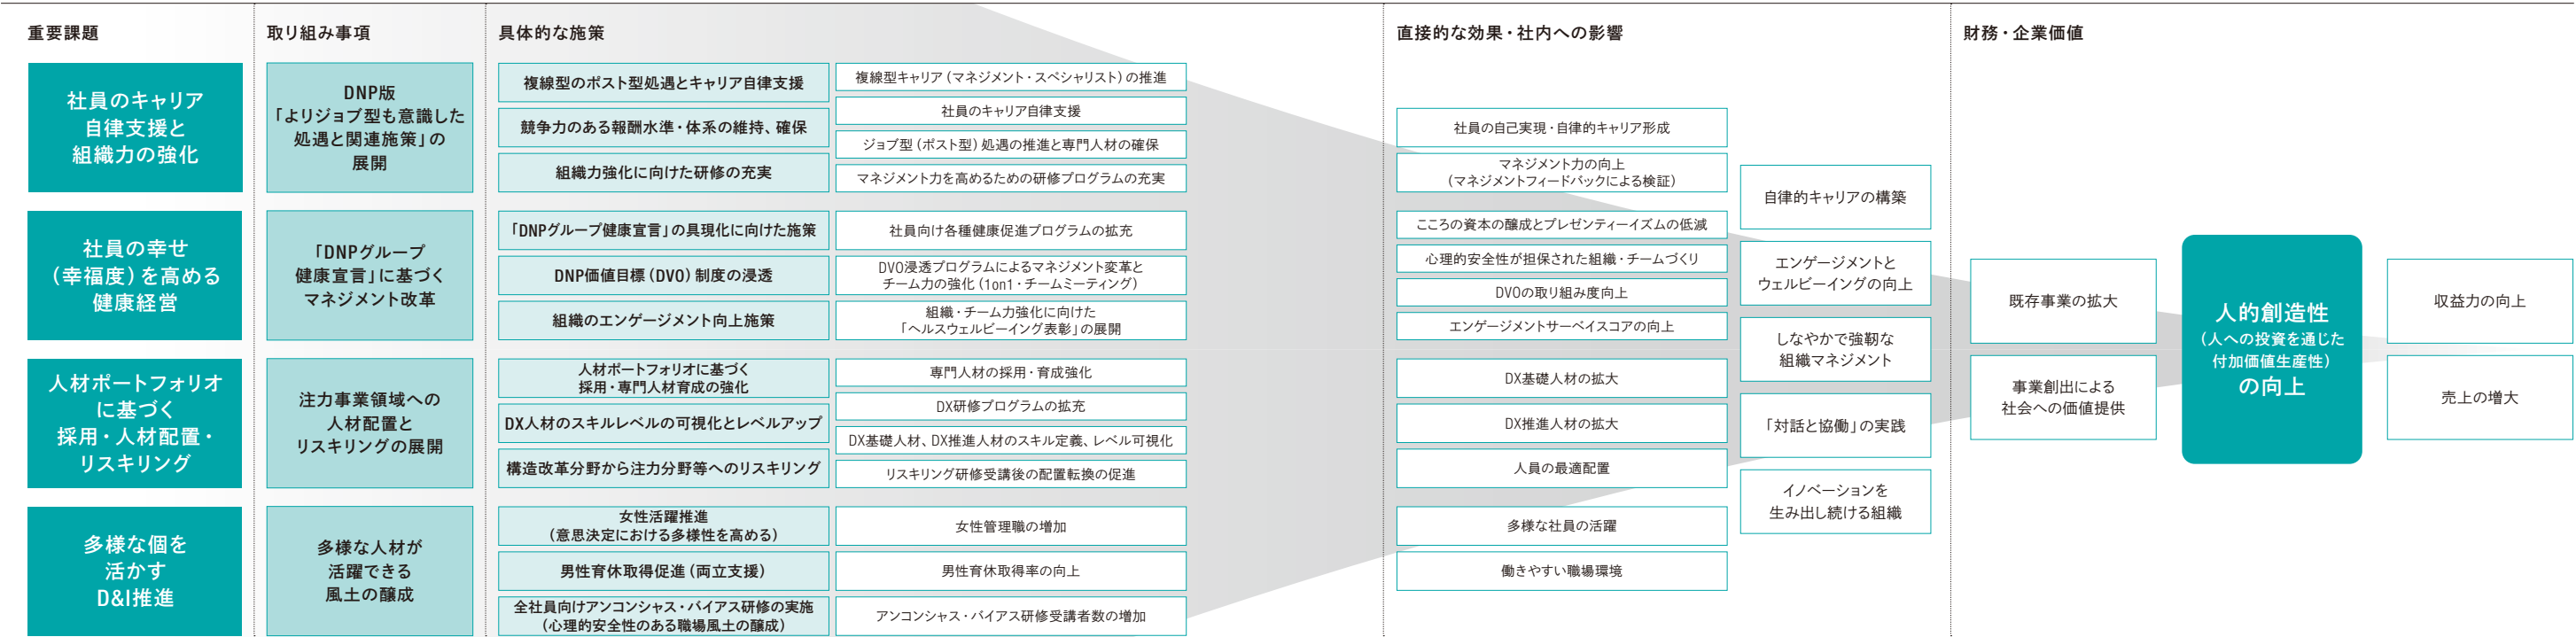 重要課題
取り組み事項
具体的な施策
直接的な効果・社内への影響
財務・企業価値
社員のキャリア
自律支援と
組織力の強化
DNP版
「よりジョブ型も意識した
処遇と関連施策」の
展開
複線型のポスト型処遇とキャリア自律支援
競争力のある報酬水準・体系の維持、確保
組織力強化に向けた研修の充実
複線型キャリア（マネジメント・スペシャリスト）の推進
社員のキャリア自律支援
ジョブ型（ポスト型）処遇の推進と専門人材の確保
マネジメント力を高めるための研修プログラムの充実
社員の幸せ
（幸福度）を高める
健康経営
「DNPグループ
健康宣言」に基づく
マネジメント改革
「DNPグループ健康宣言」の具現化に向けた施策
DNP価値目標（DVO）制度の浸透
組織のエンゲージメント向上施策
社員向け各種健康促進プログラムの拡充
DVO浸透プログラムによるマネジメント変革と
チーム力の強化（1on1・チームミーティング）
組織・チーム力強化に向けた
「ヘルスウェルビーイング表彰」の展開
人材ポートフォリオ
に基づく
採用・人材配置・
リスキリング
注力事業領域への
人材配置と
リスキリングの展開
人材ポートフォリオに基づく
採用・専門人材育成の強化
DX人材のスキルレベルの可視化とレベルアップ
構造改革分野から注力分野等へのリスキリング
専門人材の採用・育成強化
DX研修プログラムの拡充
DX基礎人材、DX推進人材のスキル定義、レベル可視化
リスキリング研修受講後の配置転換の促進
多様な個を
活かす
D&I推進
多様な人材が
活躍できる
風土の醸成
女性活躍推進
（意思決定における多様性を高める）
男性育休取得促進（両立支援）
全社員向けアンコンシャス・バイアス研修の実施
（心理的安全性のある職場風土の醸成）
女性管理職の増加
男性育休取得率の向上
アンコンシャス・バイアス研修受講者数の増加
社員の自己実現・自律的キャリア形成
マネジメント力の向上
（マネジメントフィードバックによる検証）
こころの資本の醸成とプレゼンティーイズムの低減
心理的安全性が担保された組織・チームづくり
DVOの取り組み度向上
エンゲージメントサーベイスコアの向上
DX基礎人材の拡大
DX推進人材の拡大
人員の最適配置
多様な社員の活躍
働きやすい職場環境
自律的キャリアの構築
エンゲージメントと
ウェルビーイングの向上
しなやかで強靭な
組織マネジメント
「対話と協働」の実践
イノベーションを
生み出し続ける組織
既存事業の拡大
事業創出による
社会への価値提供
人的創造性
（人への投資を通じた
付加価値生産性）
の向上
収益力の向上
売上の増大